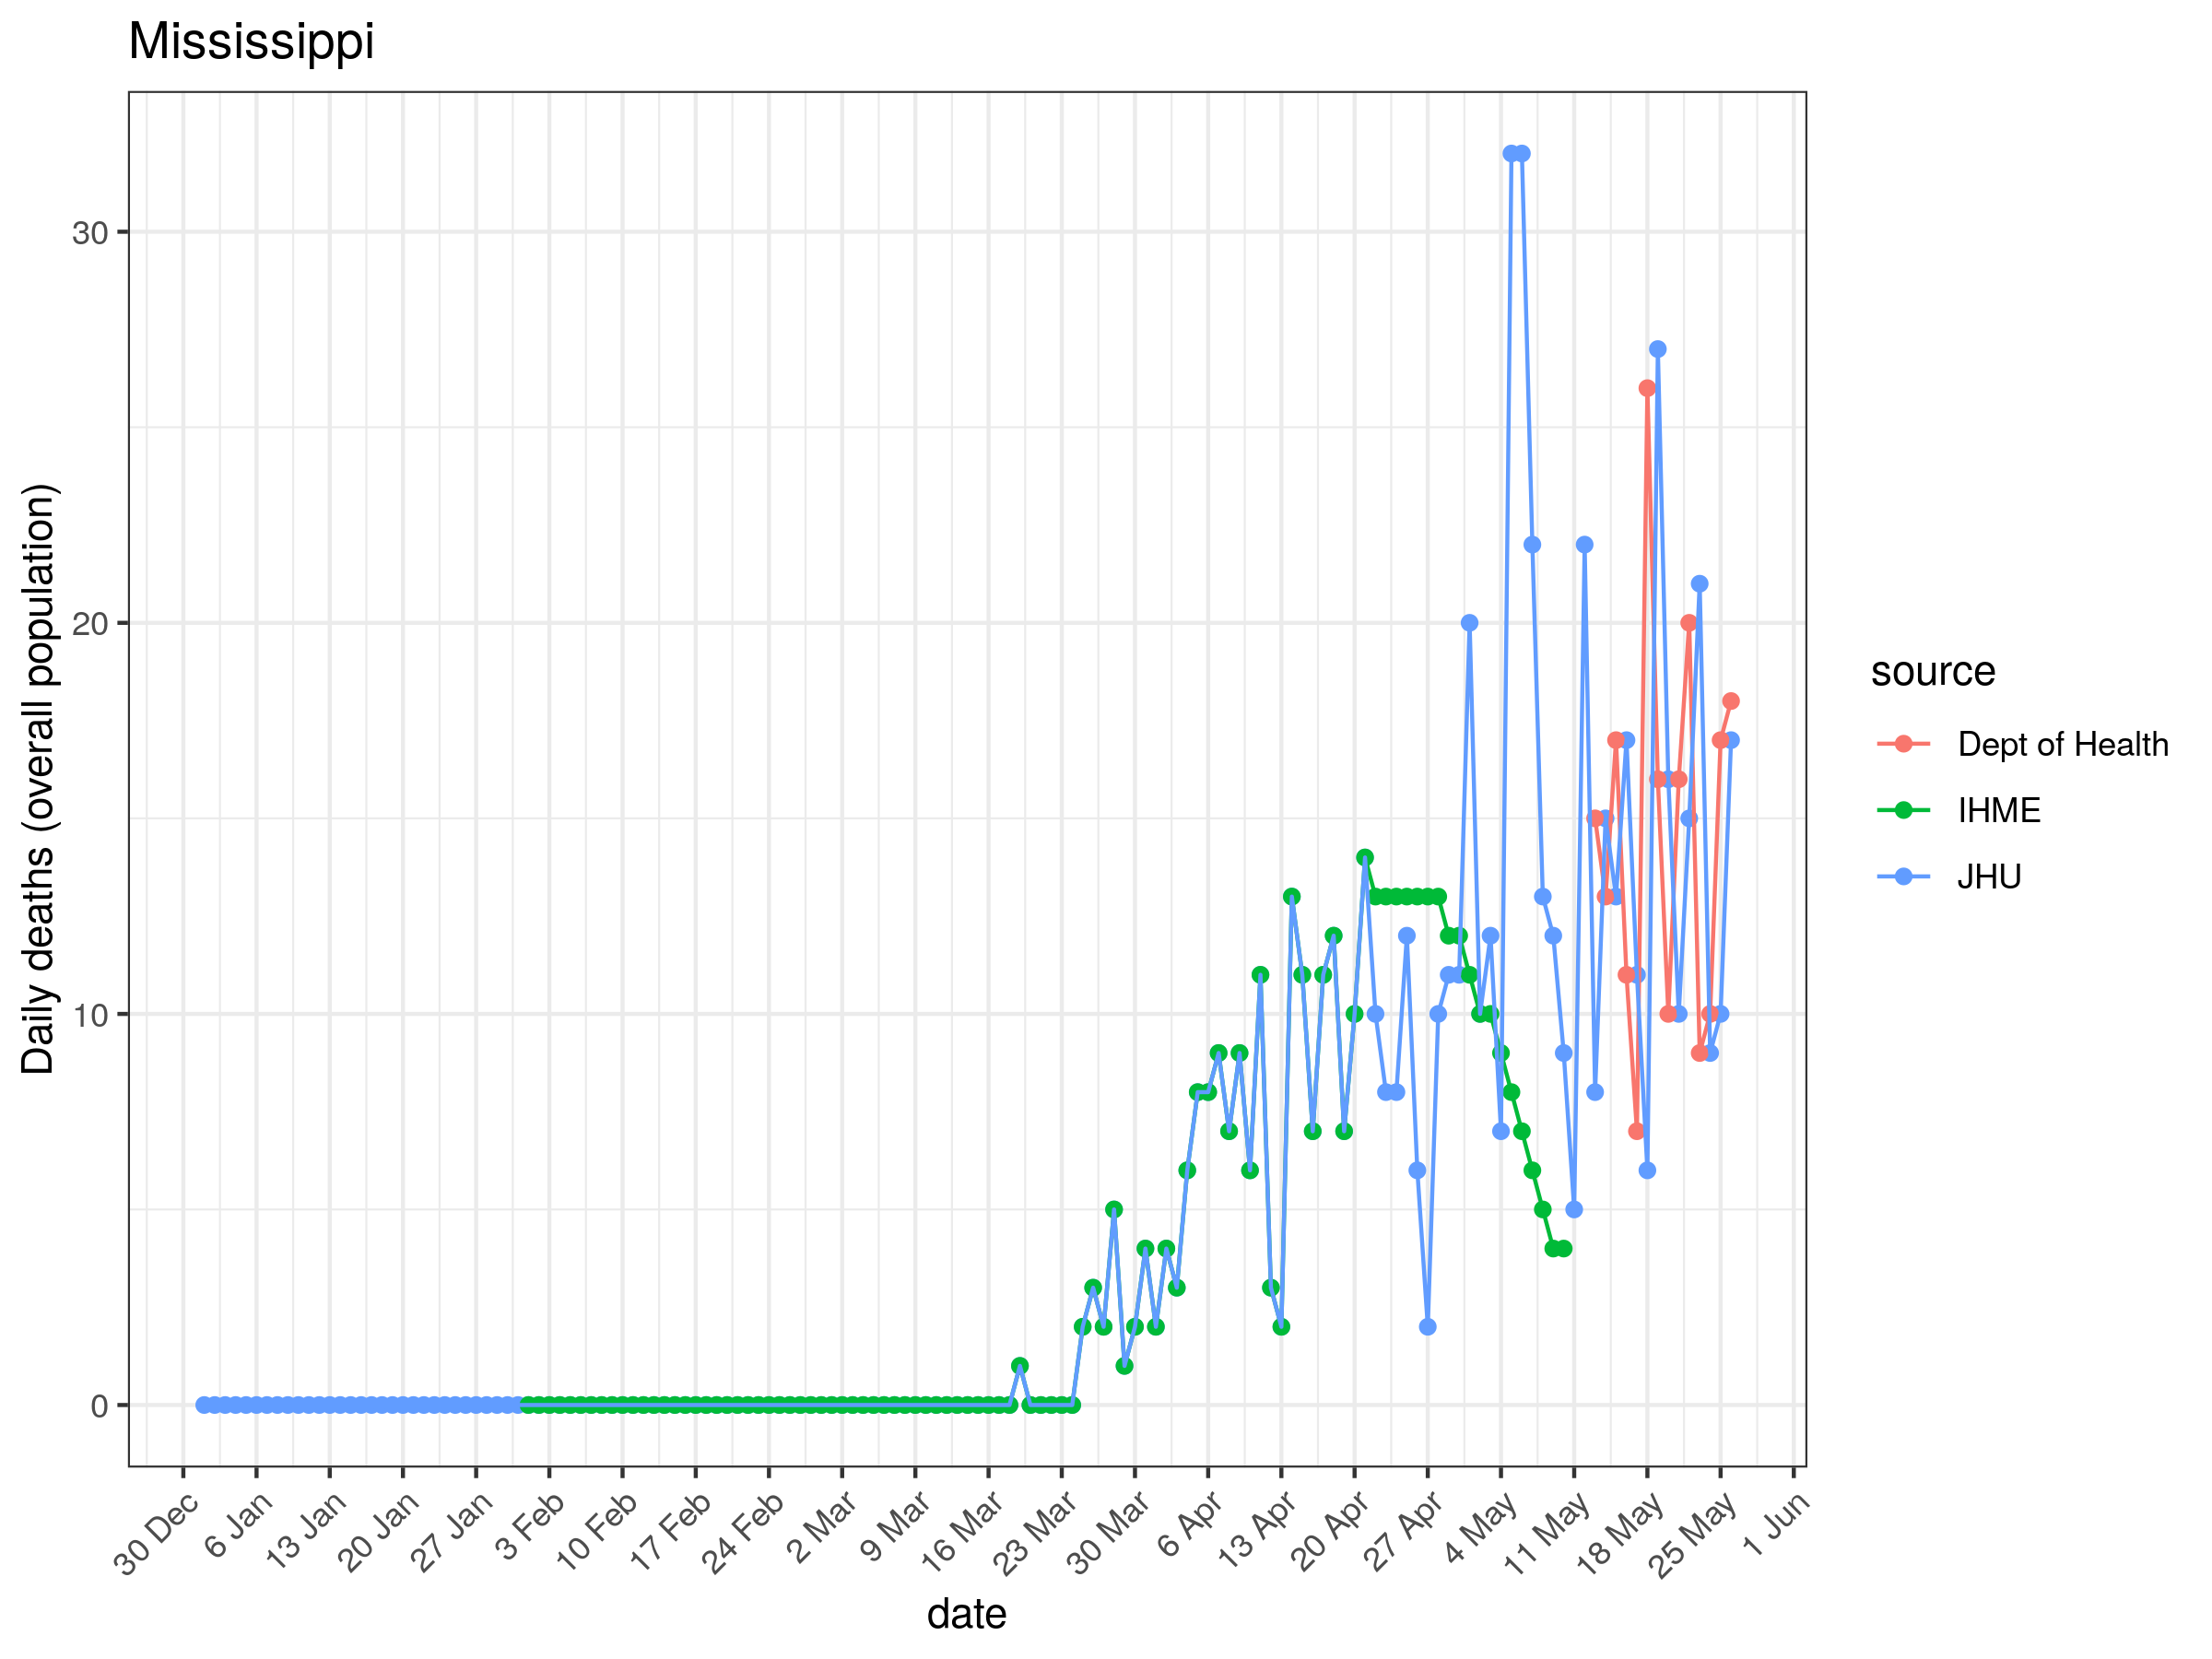 Mississippi
Daily deaths (overall population)
30
20
10
0
30 Dec
6 Jan
13 Jan
20 Jan
27 Jan
3 Feb
10 Feb
17 Feb
24 Feb
2 Mar
9 Mar
16 Mar
23 Mar
30 Mar
6 Apr
13 Apr
20 Apr
27 Apr
4 May
11 May
18 May
25 May
1 Jun
date
source
Dept of Health
IHME
JHU